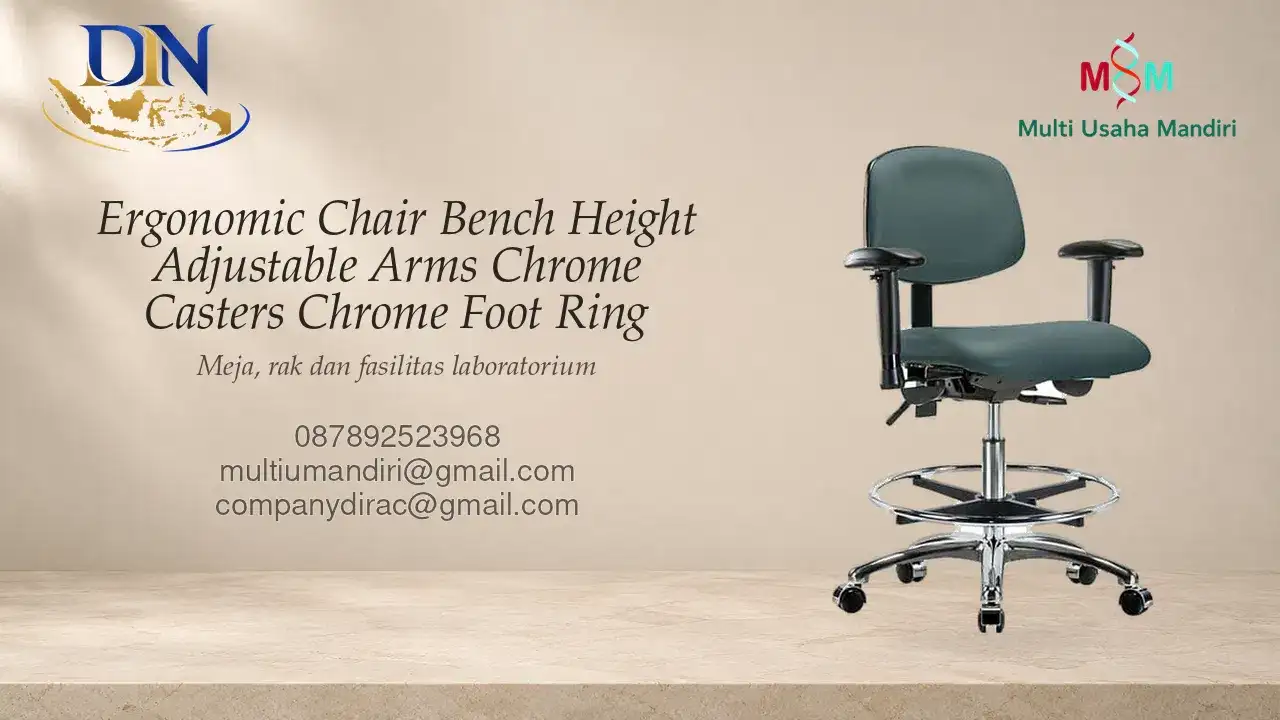 DIN
M M
Multi Usaha Mandiri
Ergonomic Chair Bench Height
Adjustable Arms Chrome
Casters Chrome Foot Ring
Meja, rak dan fasilitas laboratorium
087892523968
multiumandiri@gmail.com
companydirac@gmail.com